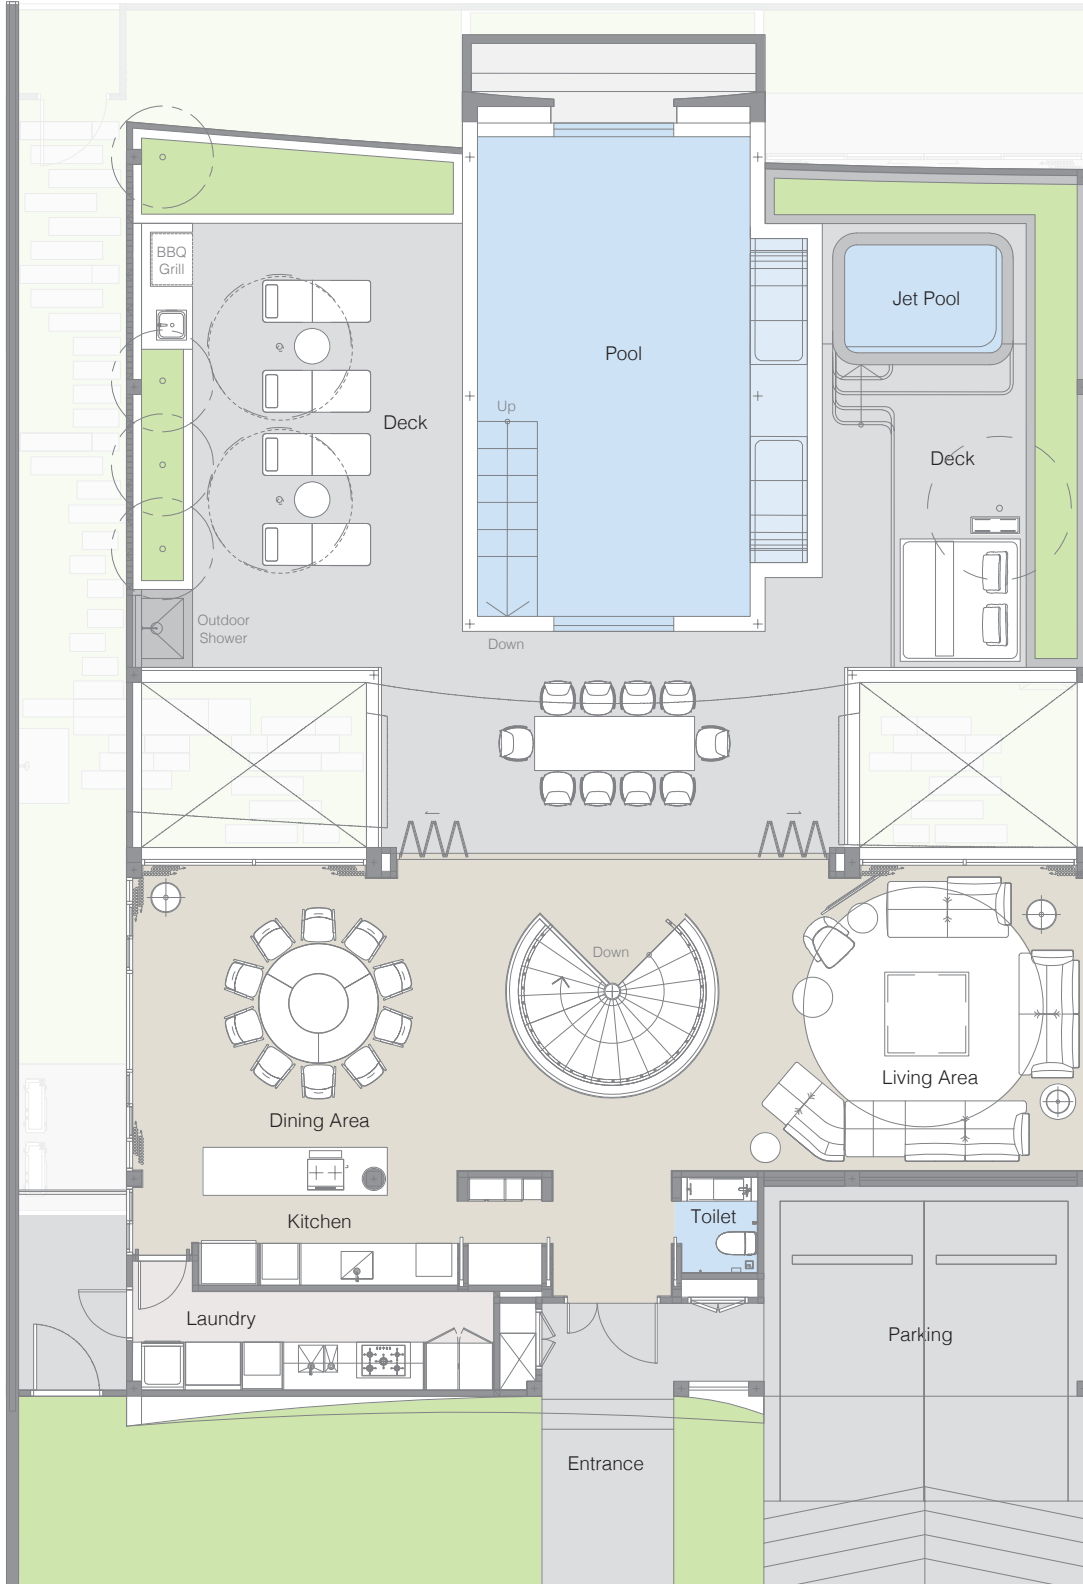 BBQ
Grill
Jet Pool
Pool
Up
Deck
Deck
Outdoor
Shower
Down
Down
Living Area
Dining Area
Kitchen
Toilet
Laundry
Parking
Entrance